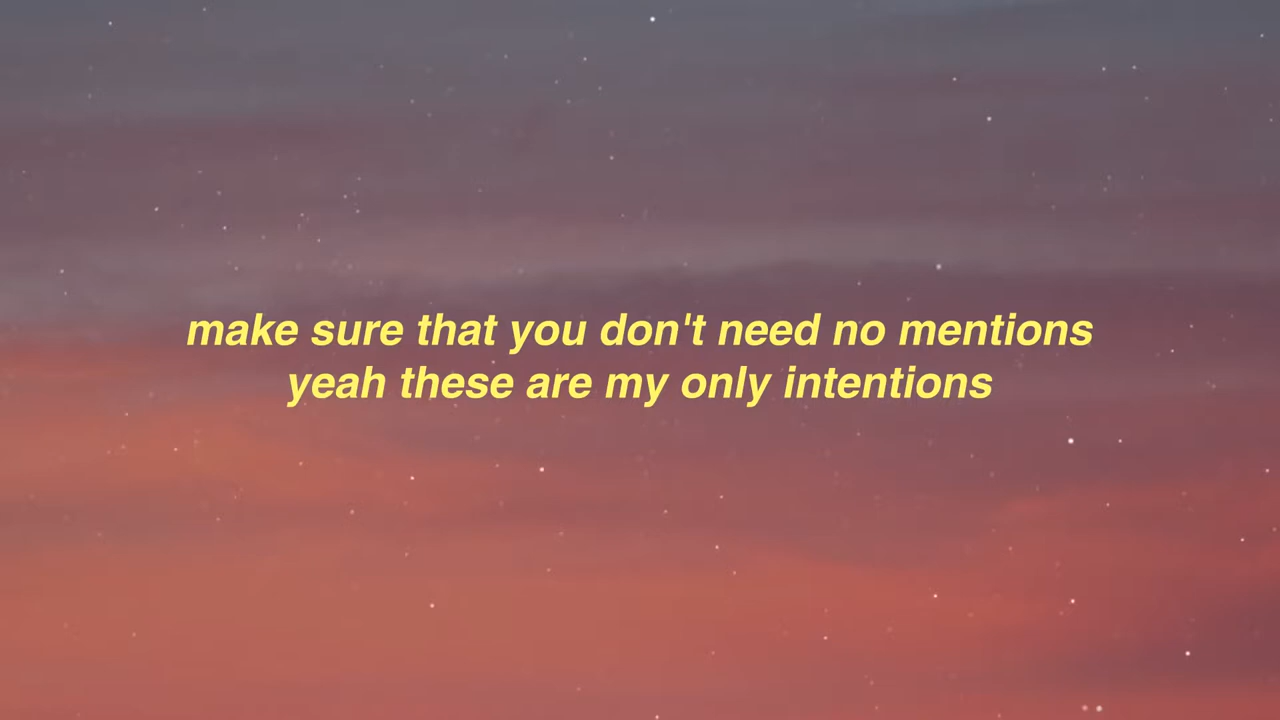 make sure that you don't need no mentions
yeah these are my only intentions